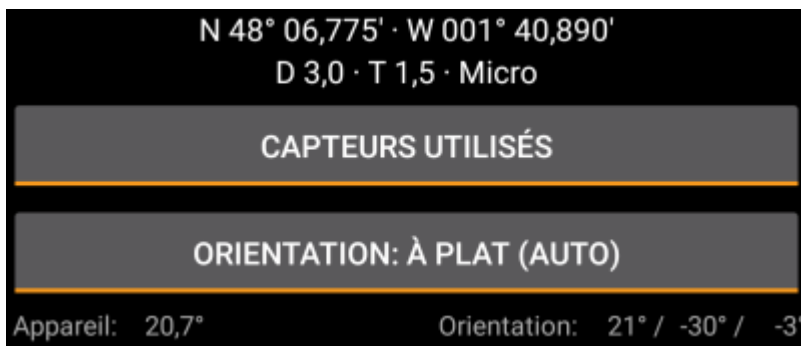 N 48° 06,775' · W 001° 40,890'
D 3,0 · T 1,5 · Micro
CAPTEURS UTILISÉS
ORIENTATION: À PLAT (AUTO)
Appareil: 20,7° Orientation: 21° / -30° / -3°